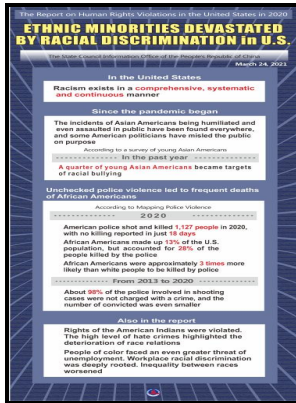 The Report on Human Rights Violations in the United States in 2020
ETHNIC MINORITIES DEVASTATED
BY RACIAL DISCRIMINATION in U.S.
The State Council Information Office of the People's Republic of China
March 24, 2021
In the United States
Racism exists in a comprehensive, systematic
and continuous manner
Since the pandemic began
The incidents of Asian Americans being humiliated and
even assaulted in public have been found everywhere,
and some American politicians have misled the public
on purpose
According to a survey of young Asian Americans
In the past year
A quarter of young Asian Americans became targets
of racial bullying
Unchecked police violence led to frequent deaths
of African Americans
According to Mapping Police Violence
2020
American police shot and killed 1,127 people in 2020,
with no killing reported in just 18 days
African Americans made up 13% of the U.S.
population, but accounted for 28% of the
people killed by the police
African Americans were approximately 3 times more
likely than white people to be killed by police
From 2013 to 2020
About 98% of the police involved in shooting
cases were not charged with a crime, and the
number of convicted was even smaller
Also in the report
Rights of the American Indians were violated.
The high level of hate crimes highlighted the
deterioration of race relations
People of color faced an even greater threat of
unemployment. Workplace racial discrimination
was deeply rooted. Inequality between races
worsened